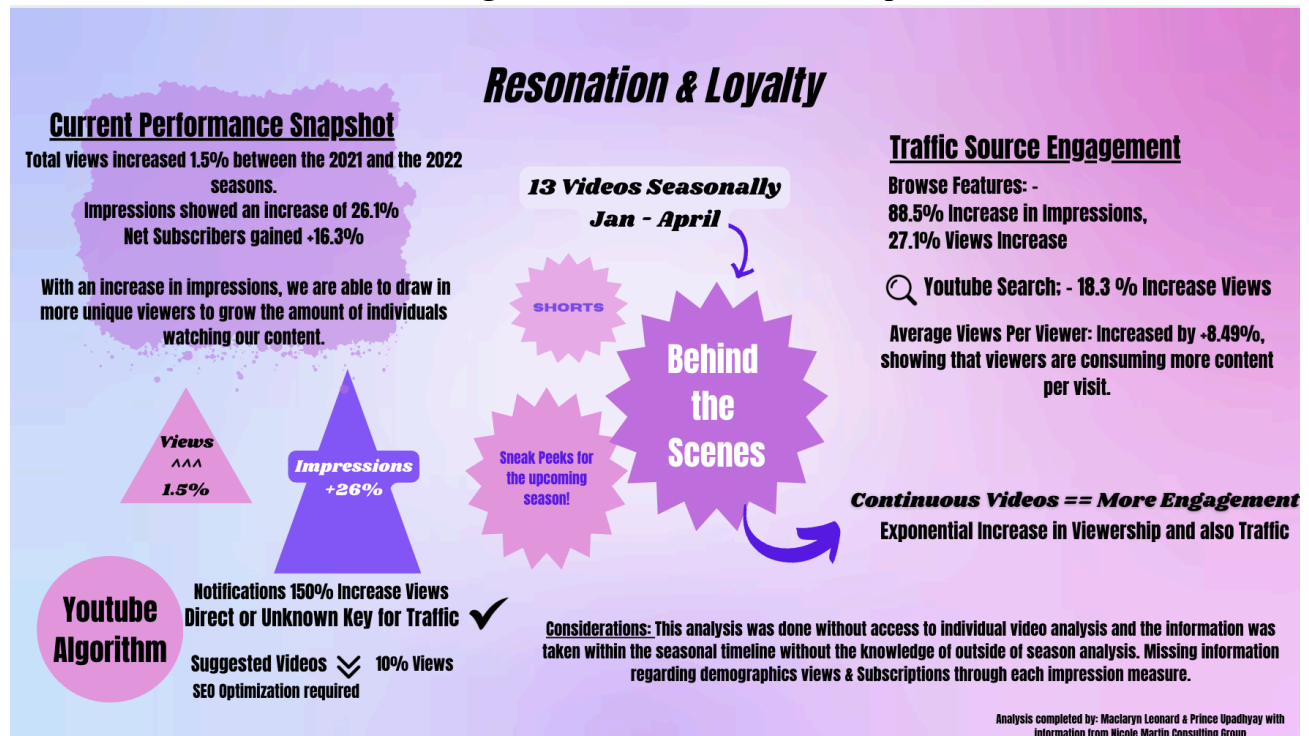 Resonation & Loyalty
Current Performance Snapshot
Total views increased 1.5% between the 2021 and the 2022
seasons.
Impressions showed an increase of 26.1%
Net Subscribers gained +16.3%
With an increase in impressions, we are able to draw in
more unique viewers to grow the amount of individuals
watching our content.
Views
^^^
1.5%
Impressions
+26%
Youtube
Algorithm
Notifications 150% Increase Views
Direct or Unknown Key for Traffic
Suggested Videos
10% Views
SEO Optimization required
13 Videos Seasonally
Jan - April
SHORTS
Behind
the
Scenes
Sneak Peeks for
the upcoming
season!
Traffic Source Engagement
Browse Features: -
88.5% Increase in Impressions,
27.1% Views Increase
Youtube Search; - 18.3 % Increase Views
Average Views Per Viewer: Increased by +8.49%,
showing that viewers are consuming more content
per visit.
Continuous Videos == More Engagement
Exponential Increase in Viewership and also Traffic
Considerations: This analysis was done without access to individual video analysis and the information was
taken within the seasonal timeline without the knowledge of outside of season analysis. Missing information
regarding demographics views & Subscriptions through each impression measure.
Analysis completed by: Maclaryn Leonard & Prince Upadhyay with
information from Nicole Martin Consulting Group